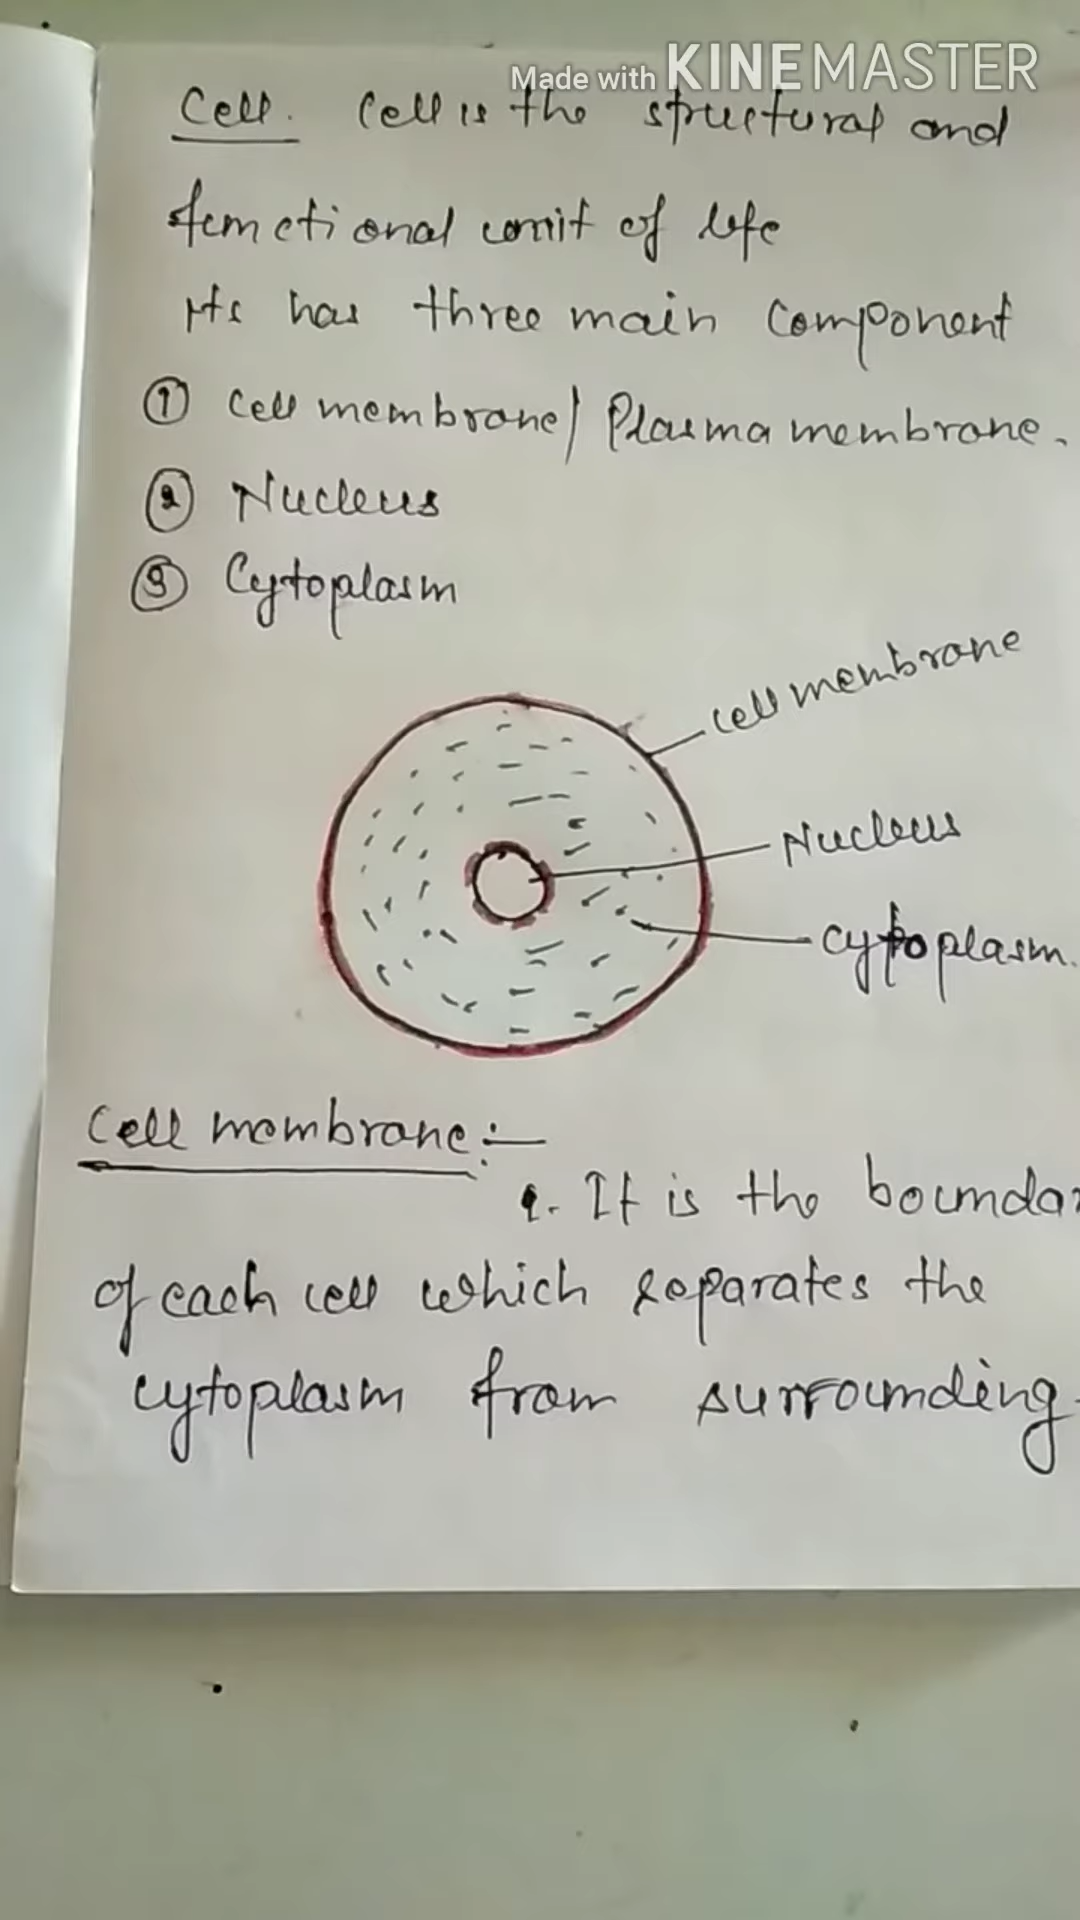 Made with KINEMASTER
Cell. Cell is the structural and
functional unit of life
Its has three main component
① Cell membrane/ Plasma membrane.
② Nucleus
③ Cytoplasm
cell membrane
Nucleus
Cytoplasm.
Cell membrane :-
1. It is the boundar
of each cell which separates the
cytoplasm from surrounding.